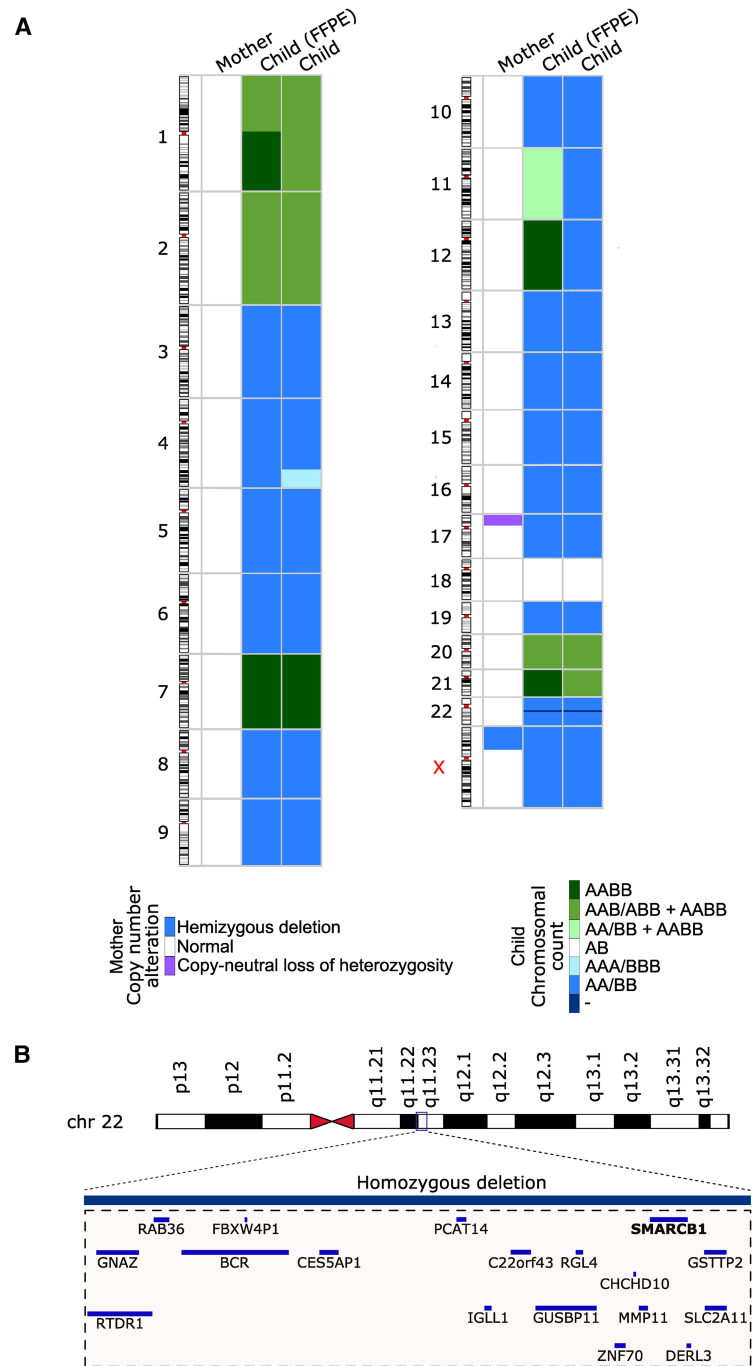 A
Mother
Child (FFPE)
Child
1
2
3
4
5
6
7
8
9
Mother
Child (FFPE)
Child
10
11
12
13
14
15
16
17
18
19
20
21
22
X
Mother
Copy number
alteration
Hemizygous deletion
Normal
Copy-neutral loss of heterozygosity
Child
Chromosomal
count
AABB
AAB/ABB + AABB
AA/BB + AABB
AB
AAA/BBB
AA/BB
-
B
p13
p12
p11.2
q11.21
q11.22
q11.23
q12.1
q12.2
q12.3
q13.1
q13.2
q13.31
q13.32
chr 22
Homozygous deletion
RAB36 FBXW4P1 PCAT14 SMARCB1
GNAZ BCR CES5AP1 C22orf43 RGL4 GSTTP2
CHCHD10
RTDR1 IGLL1 GUSBP11 MMP11 SLC2A11
ZNF70 DERL3